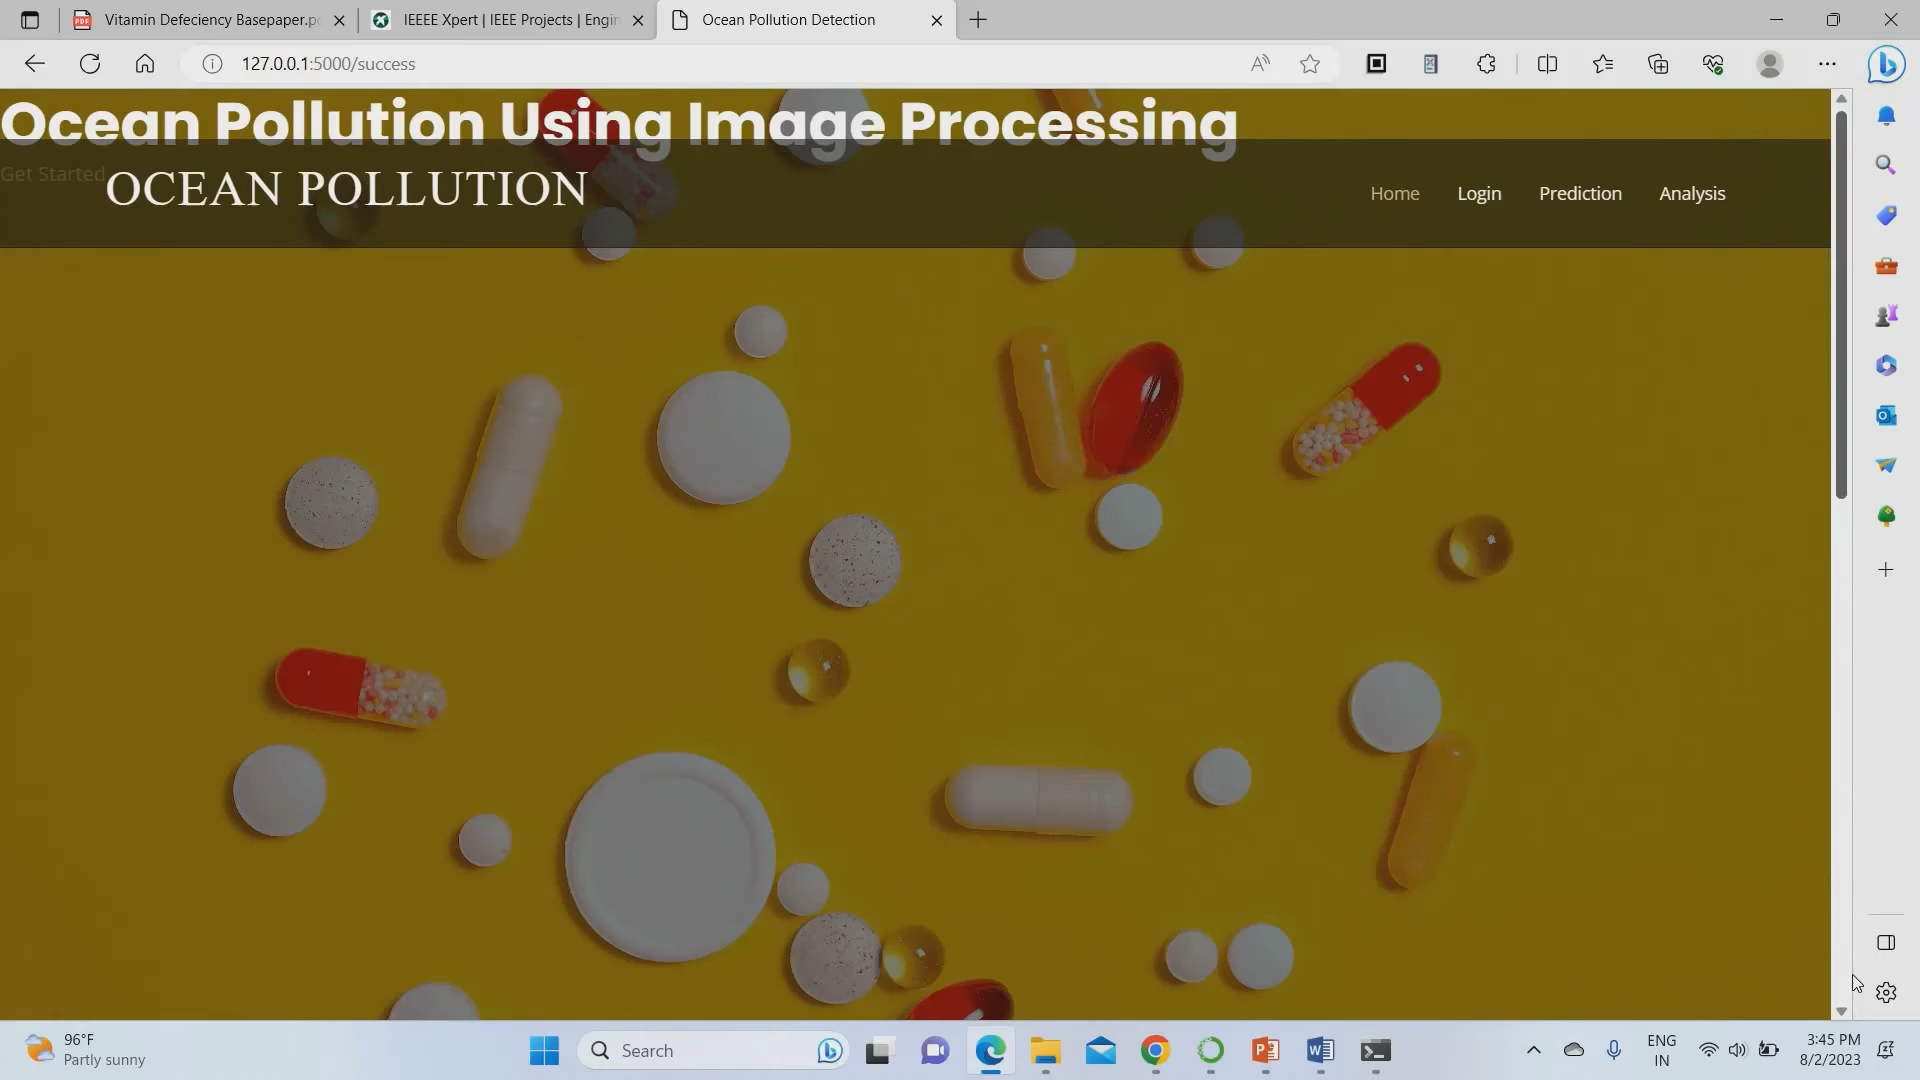 Vitamin Defeciency Basepaper.p
IEEEE Xpert | IEEE Projects | Engin
Ocean Pollution Detection
127.0.0.1:5000/success
Ocean Pollution Using Image Processing
Get Started
OCEAN POLLUTION
Home
Login
Prediction
Analysis
96°F
Partly sunny
Search
ENG
IN
3:45 PM
8/2/2023